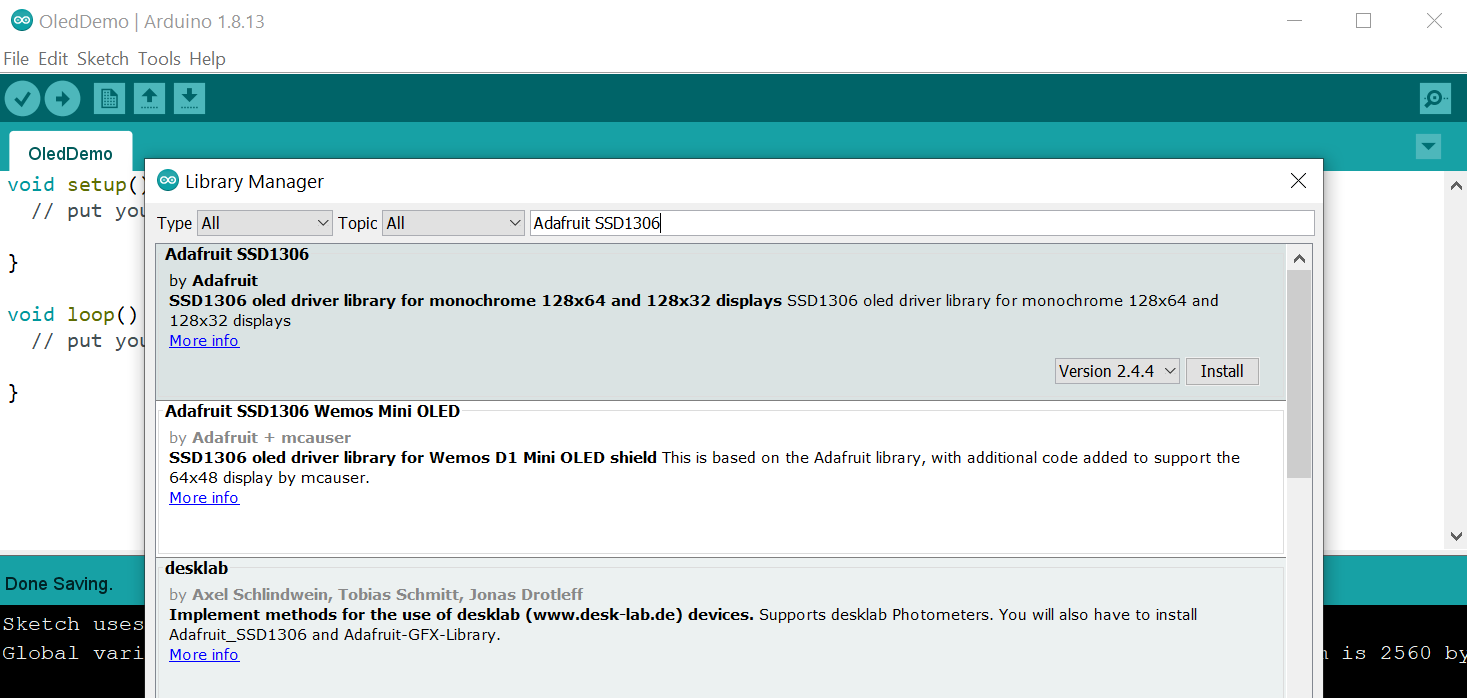 OledDemo | Arduino 1.8.13
File Edit Sketch Tools Help
OledDemo
void setup()
// put you
}
void loop()
// put you
}
Library Manager
Type All Topic All Adafruit SSD1306
Adafruit SSD1306
by Adafruit
SSD1306 oled driver library for monochrome 128x64 and 128x32 displays SSD1306 oled driver library for monochrome 128x64 and
128x32 displays
More info
Version 2.4.4 Install
Adafruit SSD1306 Wemos Mini OLED
by Adafruit + mcauser
SSD1306 oled driver library for Wemos D1 Mini OLED shield This is based on the Adafruit library, with additional code added to support the
64x48 display by mcauser.
More info
desklab
by Axel Schlindwein, Tobias Schmitt, Jonas Drotleff
Implement methods for the use of desklab (www.desk-lab.de) devices. Supports desklab Photometers. You will also have to install
Adafruit_SSD1306 and Adafruit-GFX-Library.
More info
Done Saving.
Sketch uses
Global vari is 2560 by